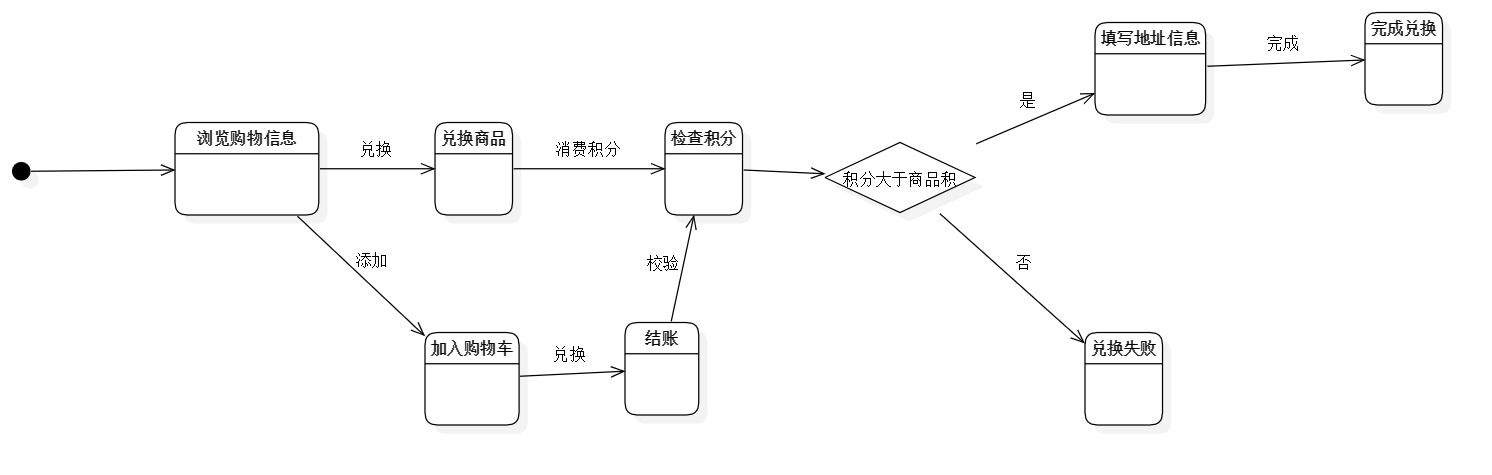 浏览购物信息
兑换
兑换商品
消费积分
检查积分
积分大于商品积
是
填写地址信息
完成
完成兑换
添加
加入购物车
兑换
结账
校验
否
兑换失败